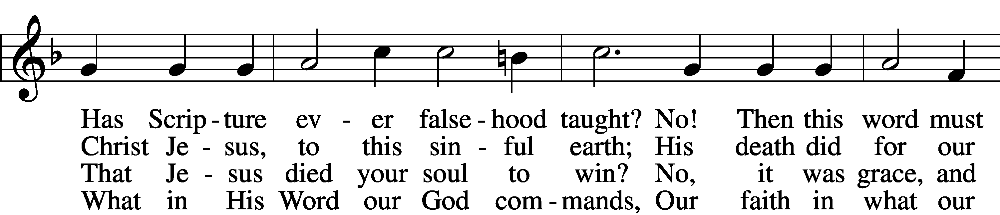 Has Scrip - ture ev - er false - hood taught? No! Then this word must
Christ Je - sus, to this sin - ful earth; His death did for our
That Je - sus died your soul to win? No, it was grace, and
What in His Word our God com - mands, Our faith in what our